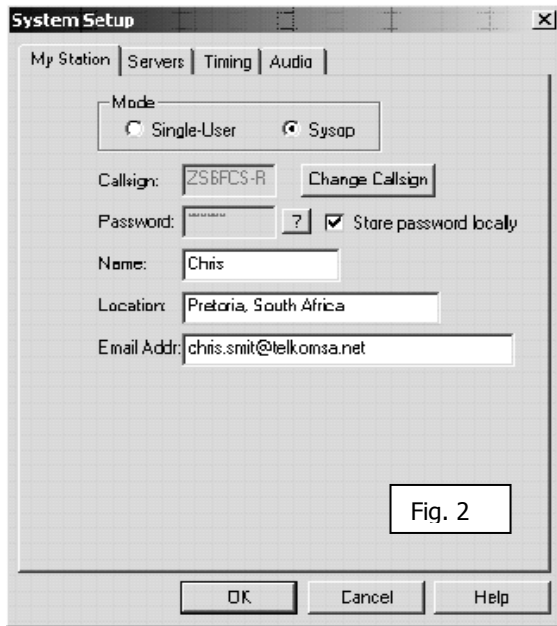 System Setup
My Station Servers Timing Audio
Mode
Single-User Sysop
Callsign: ZS6FCS-R Change Callsign
Password: ****** ? Store password locally
Name: Chris
Location: Pretoria, South Africa
Email Addr: chris.smit@telkomsa.net
Fig. 2
OK Cancel Help